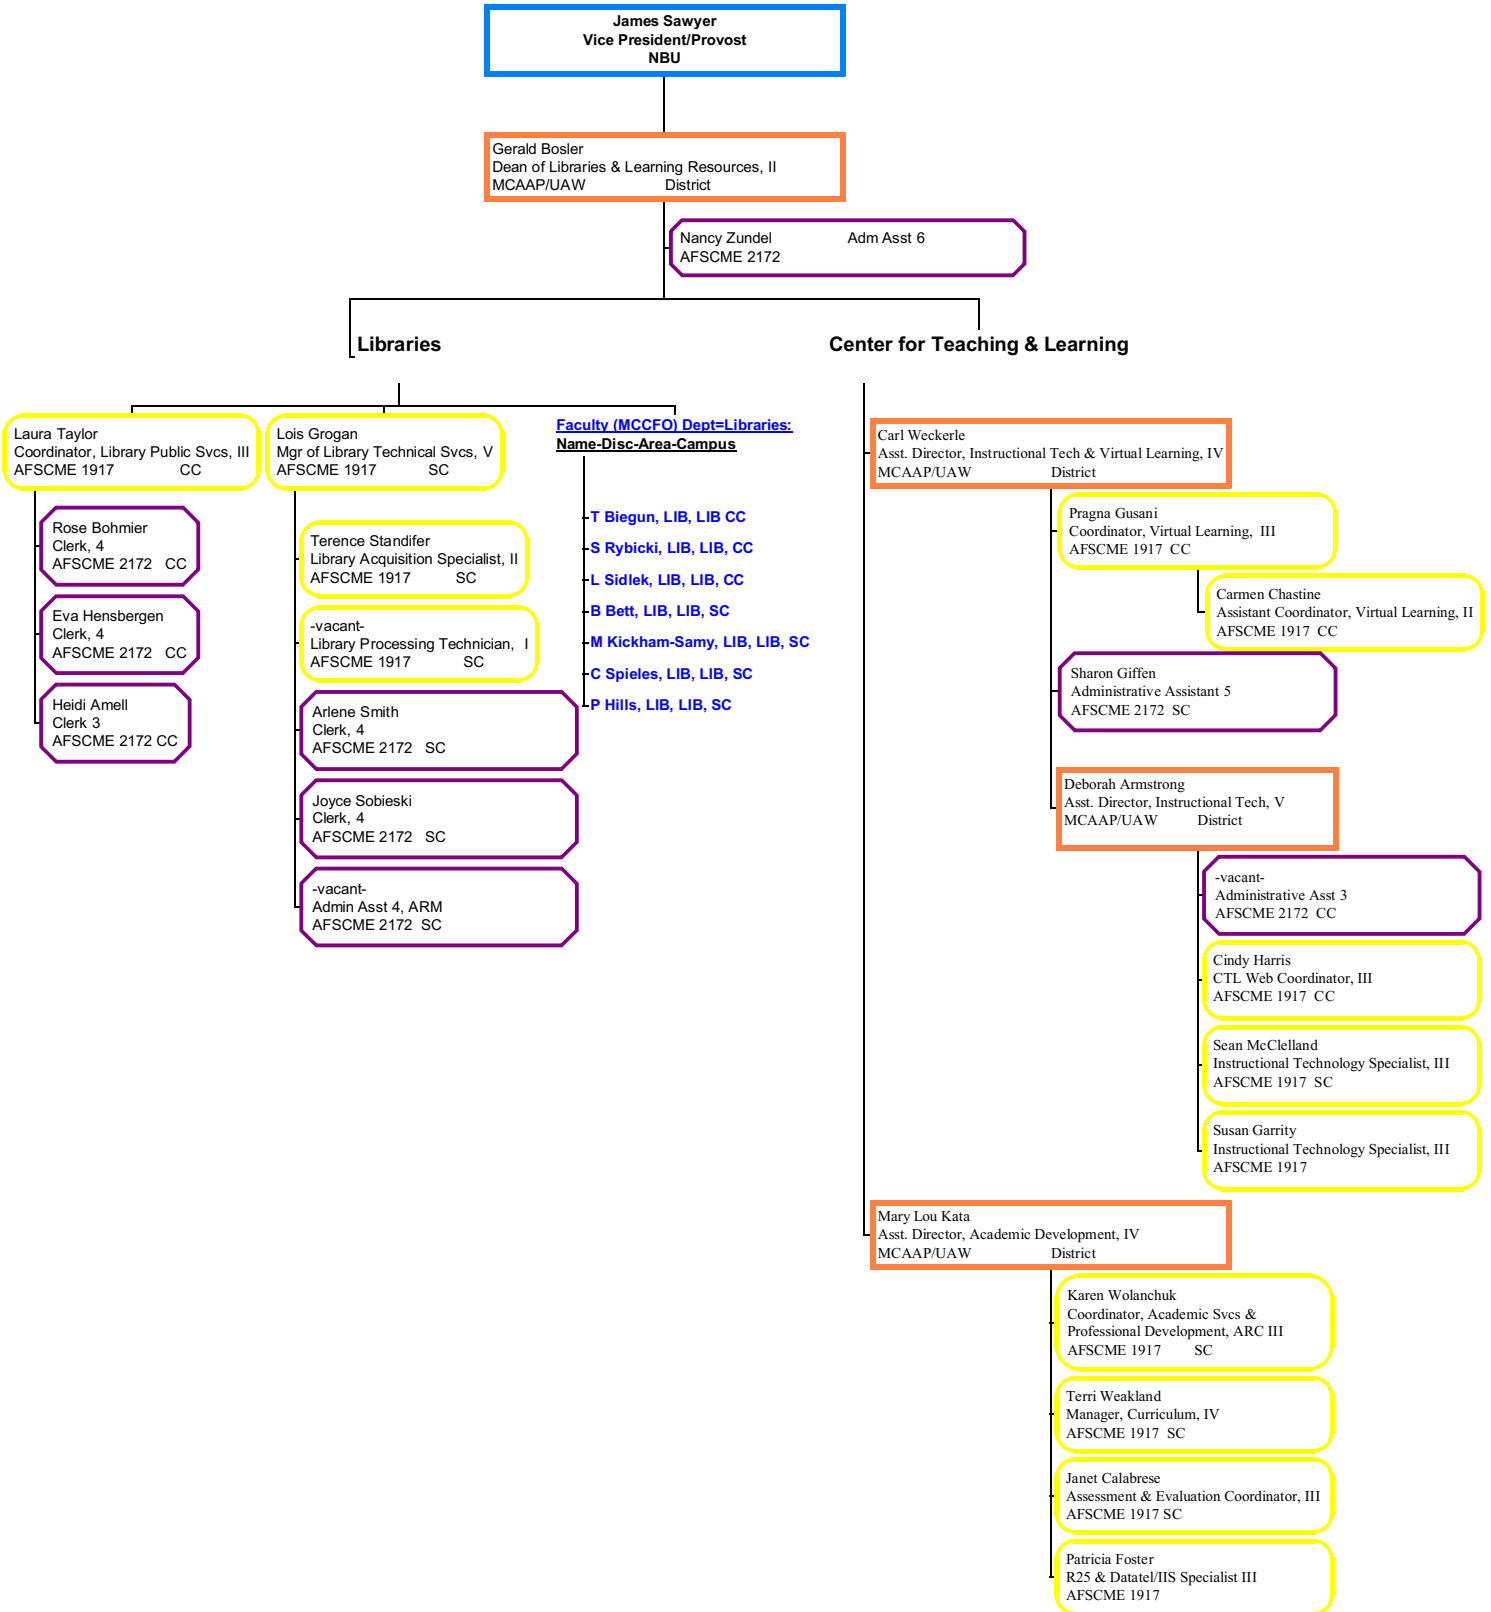 James Sawyer
Vice President/Provost
NBU
Gerald Bosler
Dean of Libraries & Learning Resources, II
MCAAP/UAW District
Nancy Zundel Adm Asst 6
AFSCME 2172
Libraries
Laura Taylor
Coordinator, Library Public Svcs, III
AFSCME 1917 CC
Rose Bohmier
Clerk, 4
AFSCME 2172 CC
Eva Hensbergen
Clerk, 4
AFSCME 2172 CC
Heidi Amell
Clerk 3
AFSCME 2172 CC
Lois Grogan
Mgr of Library Technical Svcs, V
AFSCME 1917 SC
Terence Standifer
Library Acquisition Specialist, II
AFSCME 1917 SC
-vacant-
Library Processing Technician, I
AFSCME 1917 SC
Arlene Smith
Clerk, 4
AFSCME 2172 SC
Joyce Sobieski
Clerk, 4
AFSCME 2172 SC
-vacant-
Admin Asst 4, ARM
AFSCME 2172 SC
Faculty (MCCFO) Dept=Libraries:
Name-Disc-Area-Campus
T Biegun, LIB, LIB CC
S Rybicki, LIB, LIB, CC
L Sidlek, LIB, LIB, CC
B Bett, LIB, LIB, SC
M Kickham-Samy, LIB, LIB, SC
C Spieles, LIB, LIB, SC
P Hills, LIB, LIB, SC
Center for Teaching & Learning
Carl Weckerle
Asst. Director, Instructional Tech & Virtual Learning, IV
MCAAP/UAW District
Pragna Gusani
Coordinator, Virtual Learning, III
AFSCME 1917 CC
Carmen Chastine
Assistant Coordinator, Virtual Learning, II
AFSCME 1917 CC
Sharon Giffen
Administrative Assistant 5
AFSCME 2172 SC
Deborah Armstrong
Asst. Director, Instructional Tech, V
MCAAP/UAW District
-vacant-
Administrative Asst 3
AFSCME 2172 CC
Cindy Harris
CTL Web Coordinator, III
AFSCME 1917 CC
Sean McClelland
Instructional Technology Specialist, III
AFSCME 1917 SC
Susan Garrity
Instructional Technology Specialist, III
AFSCME 1917
Mary Lou Kata
Asst. Director, Academic Development, IV
MCAAP/UAW District
Karen Wolanchuk
Coordinator, Academic Svcs &
Professional Development, ARC III
AFSCME 1917 SC
Terri Weakland
Manager, Curriculum, IV
AFSCME 1917 SC
Janet Calabrese
Assessment & Evaluation Coordinator, III
AFSCME 1917 SC
Patricia Foster
R25 & Datatel/IIS Specialist III
AFSCME 1917